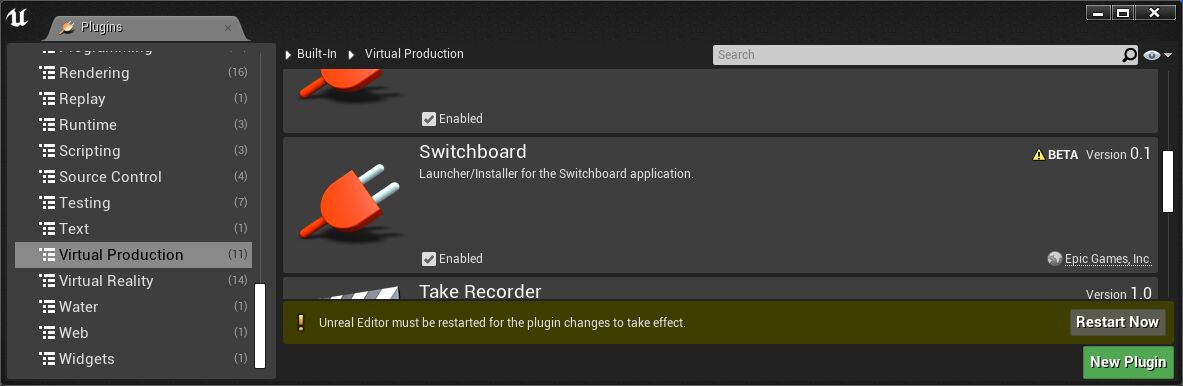 Plugins
Programming
Rendering (16)
Replay (1)
Runtime (3)
Scripting (3)
Source Control (4)
Testing (7)
Text (1)
Virtual Production (11)
Virtual Reality (14)
Water (1)
Web (1)
Widgets (1)
Built-In Virtual Production
Search
Enabled
Switchboard
BETA Version 0.1
Launcher/Installer for the Switchboard application.
Enabled
Epic Games, Inc.
Take Recorder
Version 1.0
Unreal Editor must be restarted for the plugin changes to take effect.
Restart Now
New Plugin